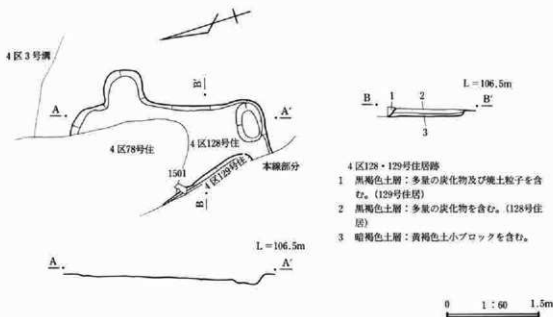 4区3号溝
A
B'
A'
4区78号住
4区128号住
1501
4区129号住
本線部分
B
L=106.5m
A
A'
L=106.5m
B
1
2
B'
3
4区128・129号住居跡
1 黒褐色土層：多量の炭化物及び焼土粒子を含
む。(129号住居)
2 黒褐色土層：多量の炭化物を含む。(128号住
居)
3 暗褐色土層：黄褐色土小ブロックを含む。
0 1:60 1.5m